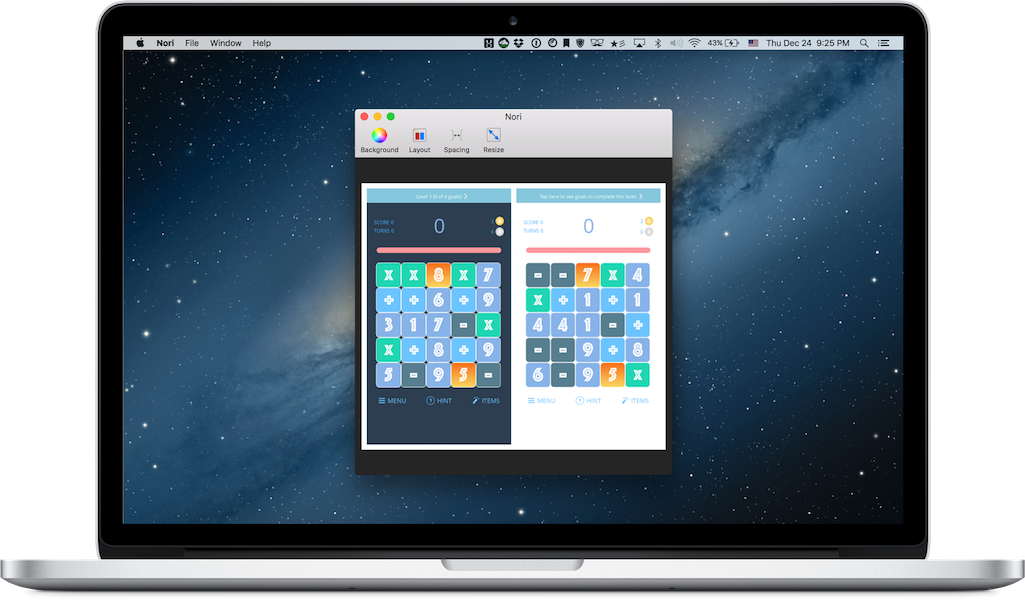 Nori File Window Help 43% Thu Dec 24 9:25 PM
Nori
Background Layout Spacing Resize
Level 1 (0 of 4 goals)
SCORE 0
TURNS 0
0
2
0
x x 8 x 7
+ + 6 + 9
3 1 7 - x
x + 8 + 9
5 - 9 5 -
MENU HINT ITEMS
Tap here to see goals to complete this level
SCORE 0
TURNS 0
0
2
0
- - 7 x 4
x + 1 + 1
4 4 1 - +
- - 9 + 8
6 - 9 5 x
MENU HINT ITEMS